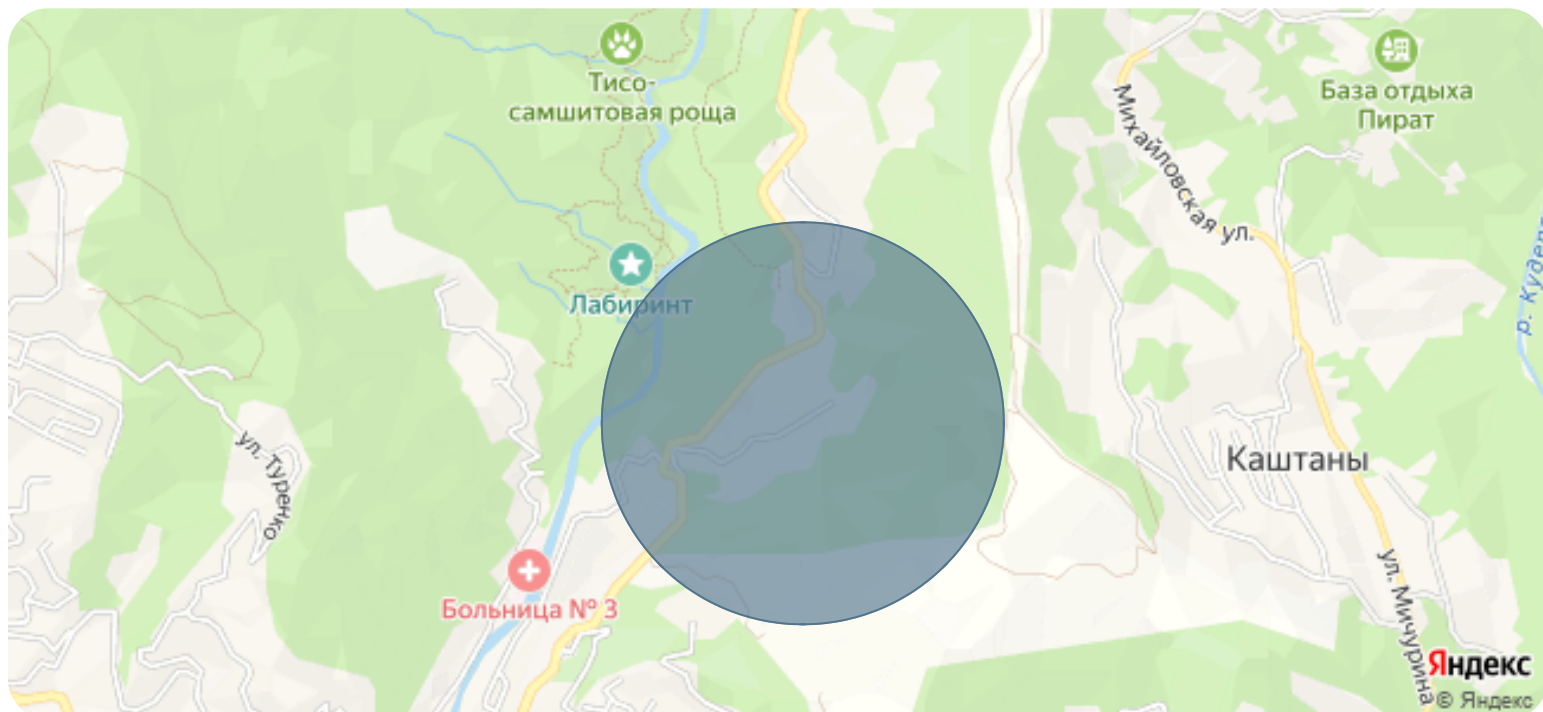 Тисо-
самшитовая роща
База отдыха
Пират
Михайловская ул.
Лабиринт
ул. Туренко
Каштаны
Больница № 3
ул. Мичурина
Яндекс
© Яндекс